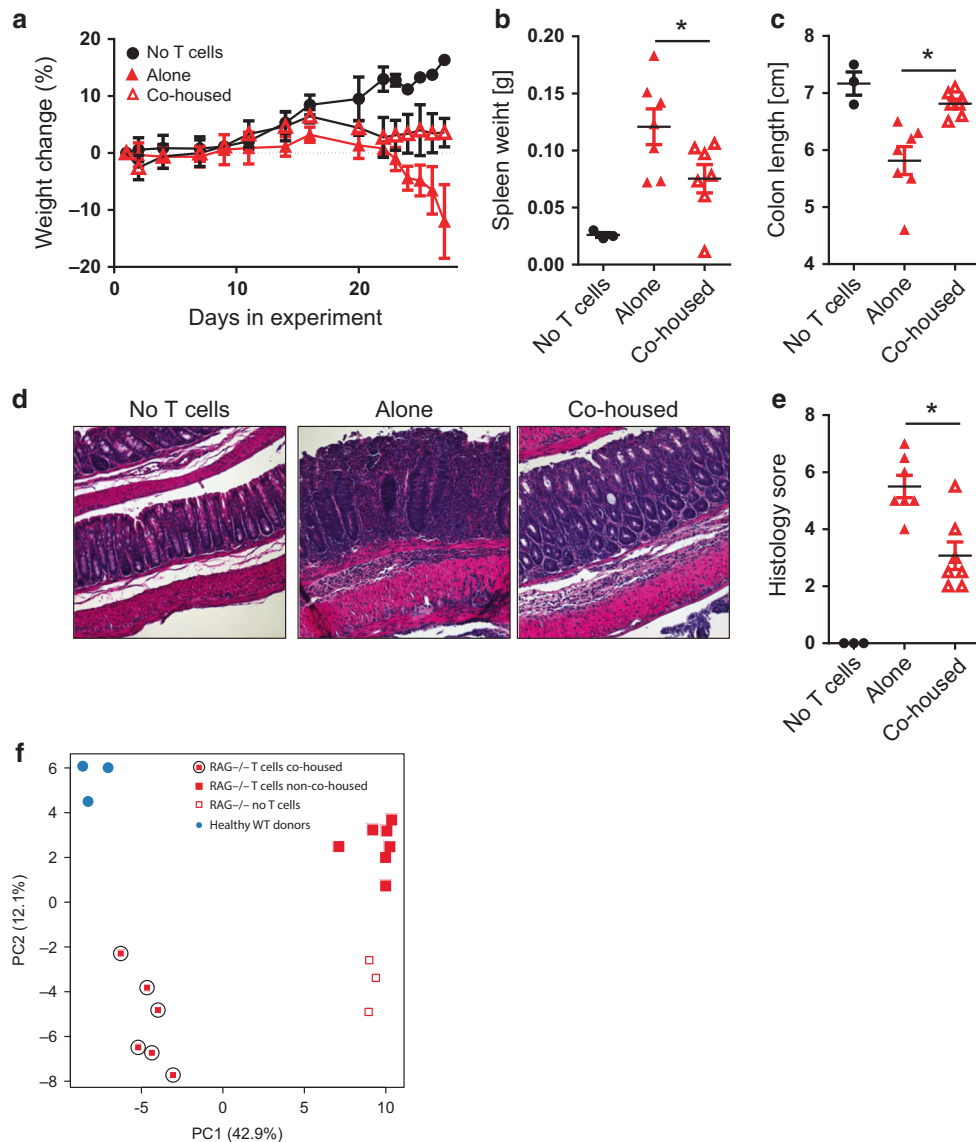 a
20
10
0
–10
–20
Weight change (%)
0
10
20
Days in experiment
No T cells
Alone
Co-housed
b
*
0.20
0.15
0.10
0.05
0.00
Spleen weiht [g]
No T cells
Alone
Co-housed
c
*
8
7
6
5
4
Colon length [cm]
No T cells
Alone
Co-housed
d
No T cells
Alone
Co-housed
e
*
8
6
4
2
0
Histology sore
No T cells
Alone
Co-housed
f
RAG–/– T cells co-housed
RAG–/– T cells non-co-housed
RAG–/– no T cells
Healthy WT donors
6
4
2
0
–2
–4
–6
–8
PC2 (12.1%)
-5
0
5
10
PC1 (42.9%)